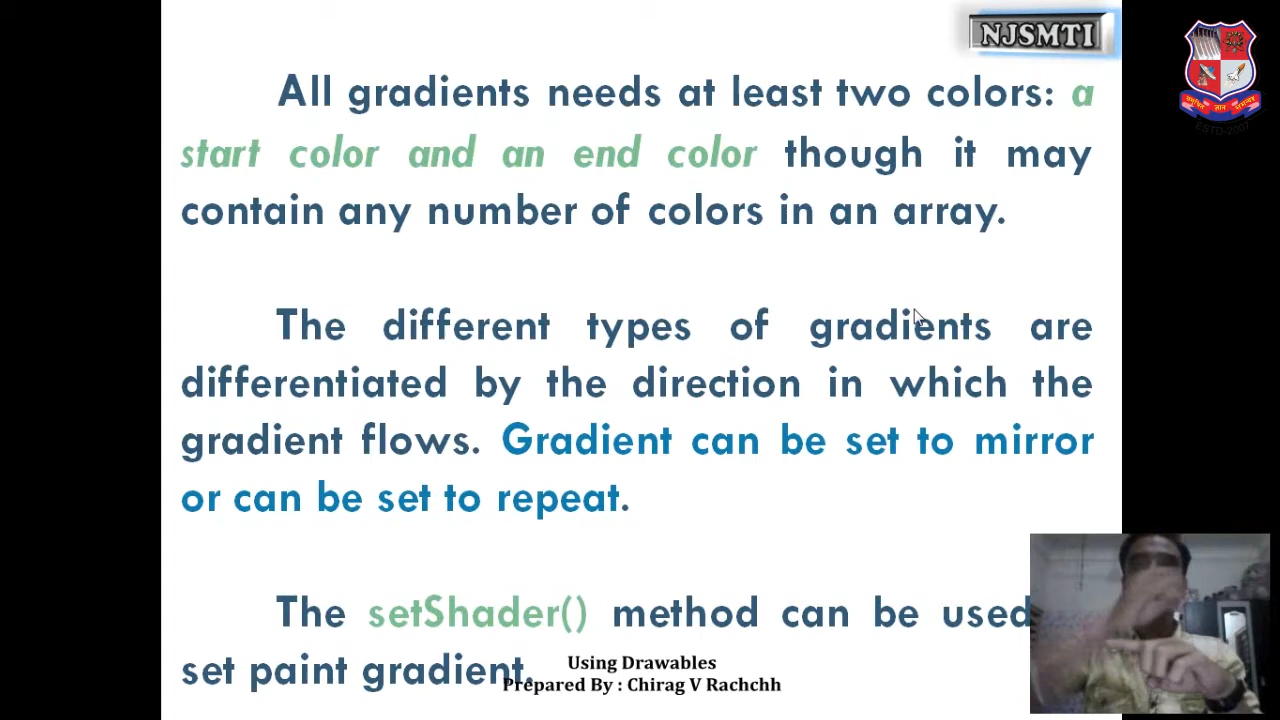 NJSMTI
All gradients needs at least two colors: a
start color and an end color though it may
contain any number of colors in an array.
The different types of gradients are
differentiated by the direction in which the
gradient flows. Gradient can be set to mirror
or can be set to repeat.
The setShader() method can be used
set paint gradient.
Using Drawables
Prepared By : Chirag V Rachchh
ESTD-2007